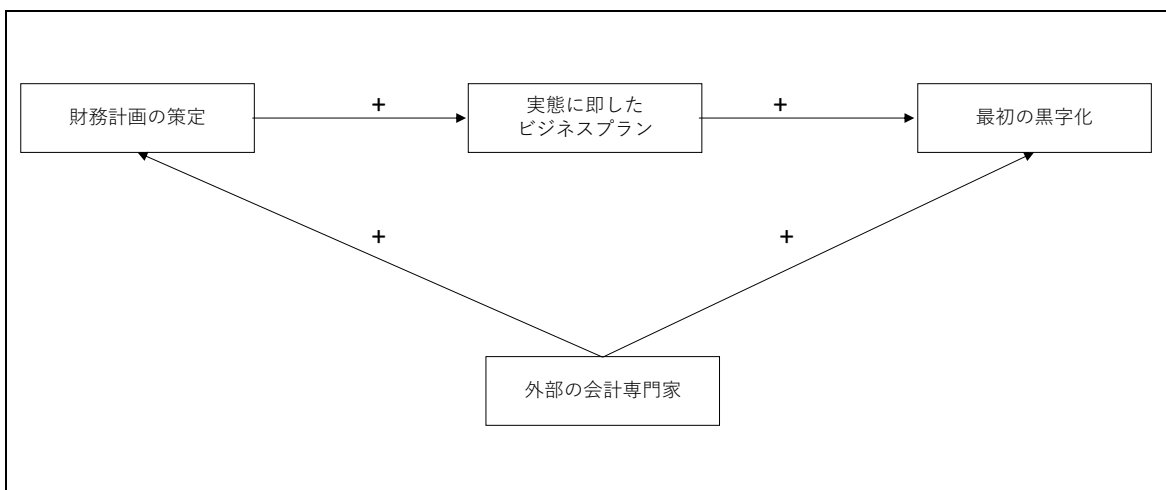 財務計画の策定
+
実態に即した
ビジネスプラン
+
最初の黒字化
+
+
外部の会計専門家